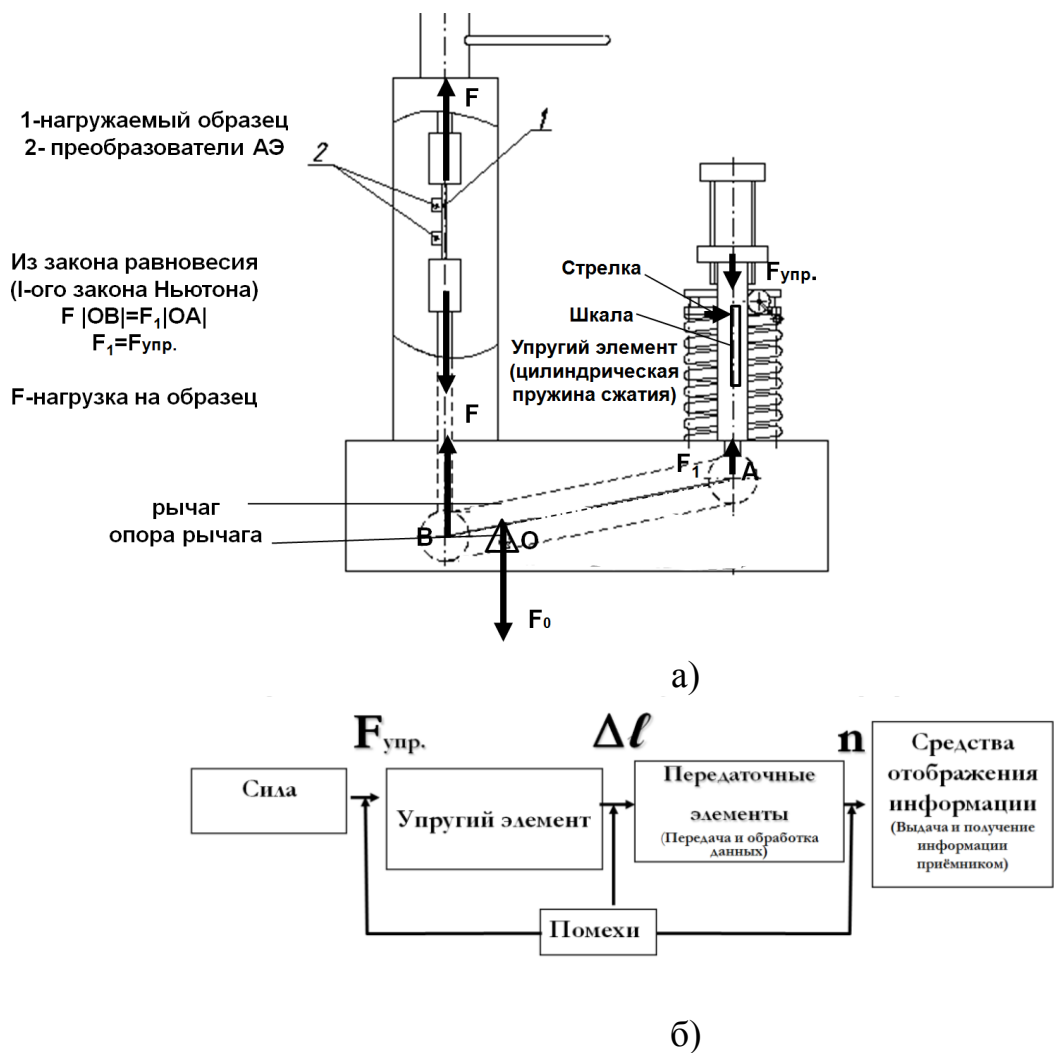 F
1-нагружаемый образец
2- преобразователи АЭ
2
1
Из закона равновесия
(I-ого закона Ньютона)
F |OB|=F₁|OA|
F₁=Fупр.
F-нагрузка на образец
Стрелка
Fупр.
Шкала
Упругий элемент
(цилиндрическая
пружина сжатия)
F
F₁
A
рычаг
опора рычага
B
O
F₀
а)
Fупр.
Δℓ
n
Сила
Упругий элемент
Передаточные
элементы
(Передача и обработка
данных)
Средства
отображения
информации
(Выдача и получение
информации
приёмником)
Помехи
б)